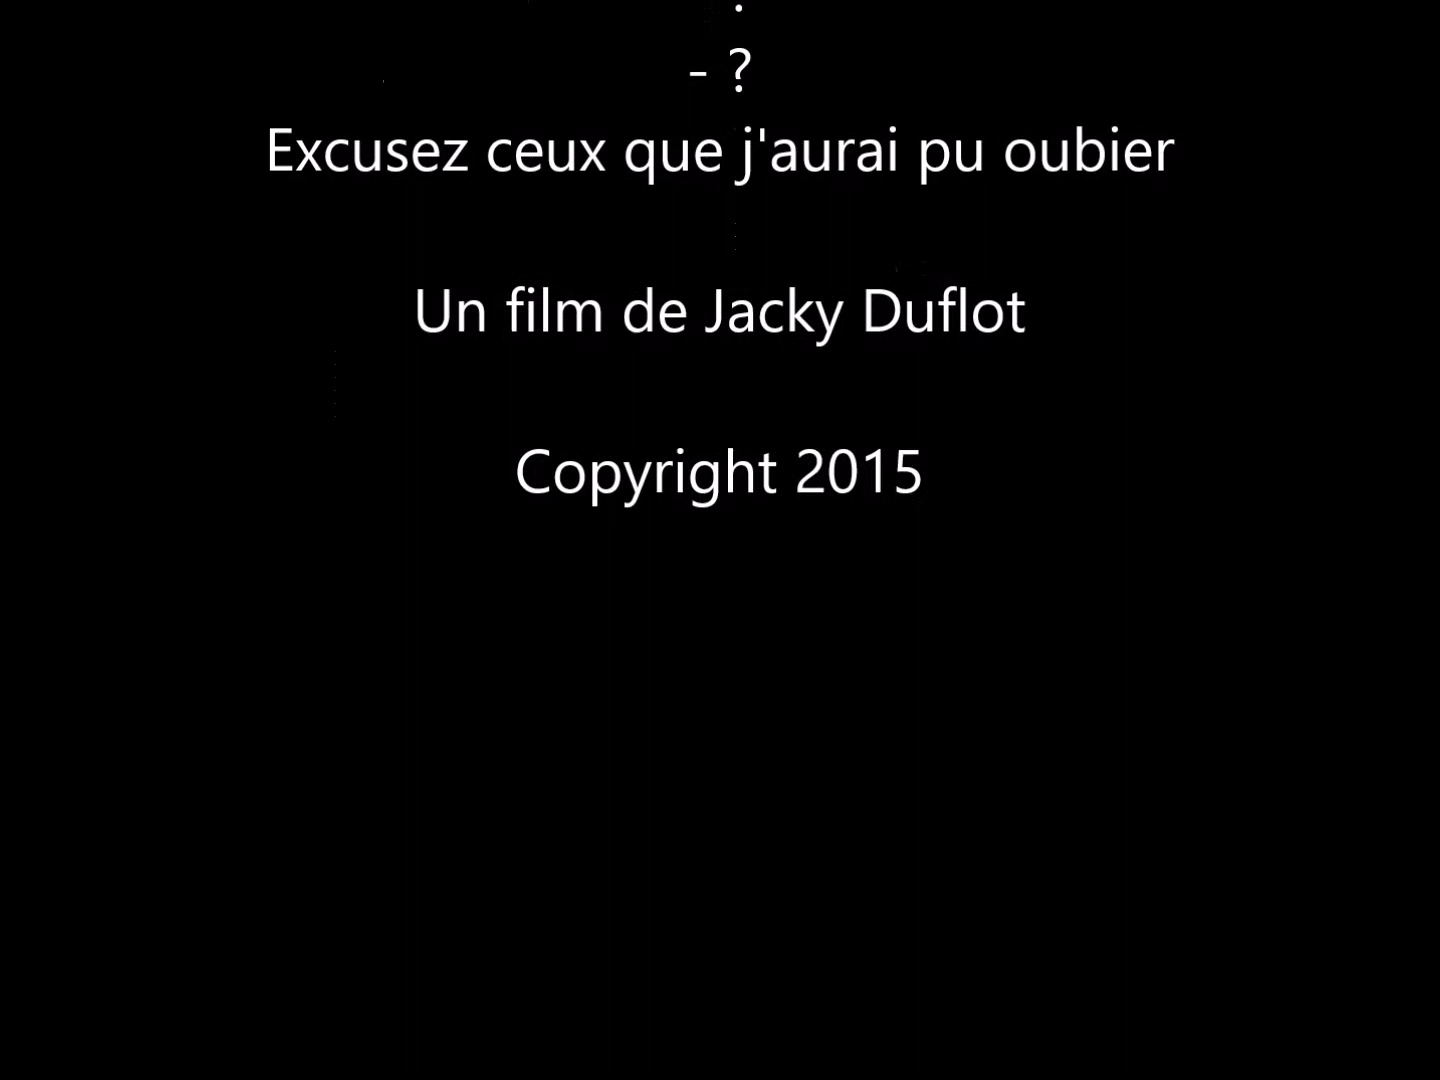 - ?
Excusez ceux que j'aurai pu oubier
Un film de Jacky Duflot
Copyright 2015